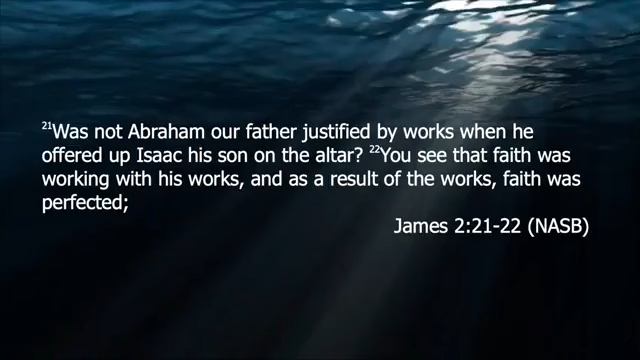 ²¹Was not Abraham our father justified by works when he
offered up Isaac his son on the altar? ²²You see that faith was
working with his works, and as a result of the works, faith was
perfected;
James 2:21-22 (NASB)